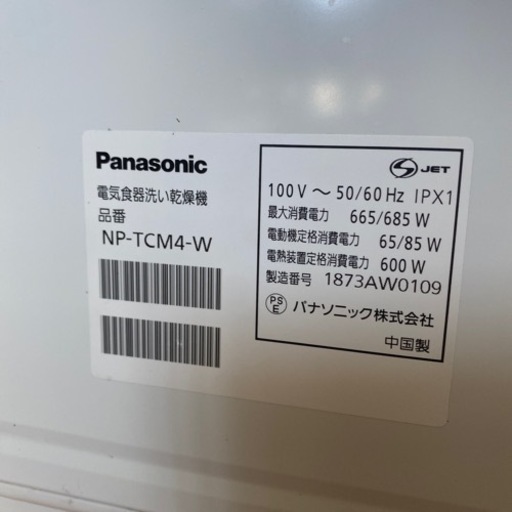 Panasonic
電気食器洗い乾燥機
品番
NP-TCM4-W
S JET
100V～50/60Hz IPX1
最大消費電力 665/685W
電動機定格消費電力 65/85W
電熱装置定格消費電力 600W
製造番号 1873AW0109
PSE パナソニック株式会社
中国製